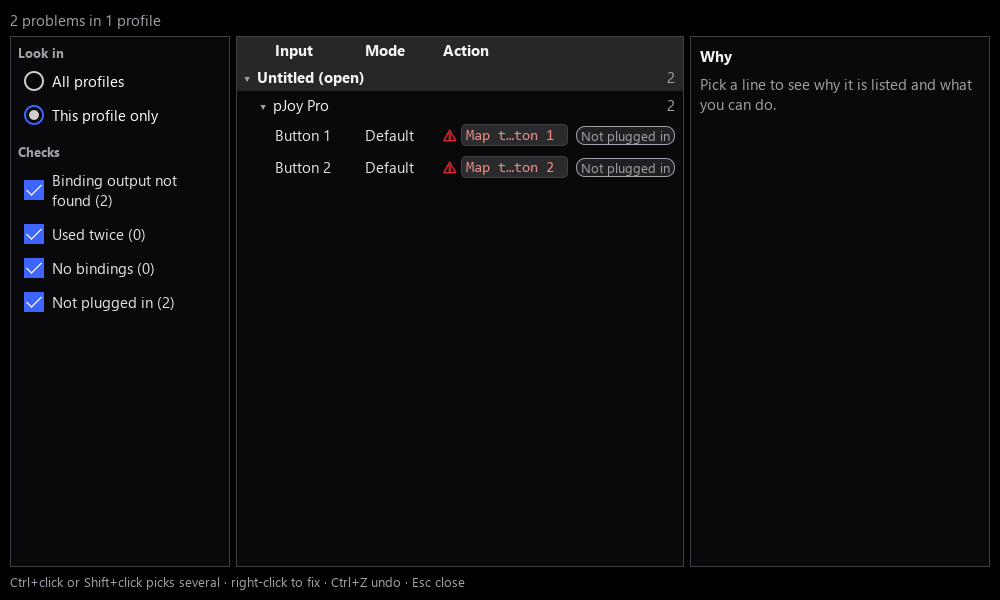 2 problems in 1 profile
Look in
All profiles
This profile only
Checks
Binding output not
found (2)
Used twice (0)
No bindings (0)
Not plugged in (2)
Input Mode Action
Untitled (open) 2
pJoy Pro 2
Button 1 Default Map t…ton 1 Not plugged in
Button 2 Default Map t…ton 2 Not plugged in
Why
Pick a line to see why it is listed and what
you can do.
Ctrl+click or Shift+click picks several · right-click to fix · Ctrl+Z undo · Esc close